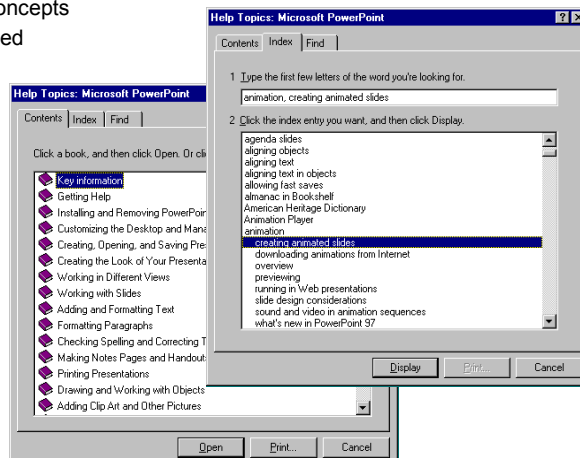 oncepts
ed
Help Topics: Microsoft PowerPoint
Contents Index Find
1 Type the first few letters of the word you're looking for.
animation, creating animated slides
2 Click the index entry you want, and then click Display.
agenda slides
aligning objects
aligning text
aligning text in objects
allowing fast saves
almanac in Bookshelf
American Heritage Dictionary
Animation Player
animation
creating animated slides
downloading animations from Internet
overview
previewing
running in Web presentations
slide design considerations
sound and video in animation sequences
what's new in PowerPoint 97
Display Print... Cancel
Help Topics: Microsoft PowerPoint
Contents Index Find
Click a book, and then click Open. Or cli
Key information
Getting Help
Installing and Removing PowerPoin
Customizing the Desktop and Mana
Creating, Opening, and Saving Pre
Creating the Look of Your Presenta
Working in Different Views
Working with Slides
Adding and Formatting Text
Formatting Paragraphs
Checking Spelling and Correcting T
Making Notes Pages and Handout
Printing Presentations
Drawing and Working with Objects
Adding Clip Art and Other Pictures
Open Print... Cancel